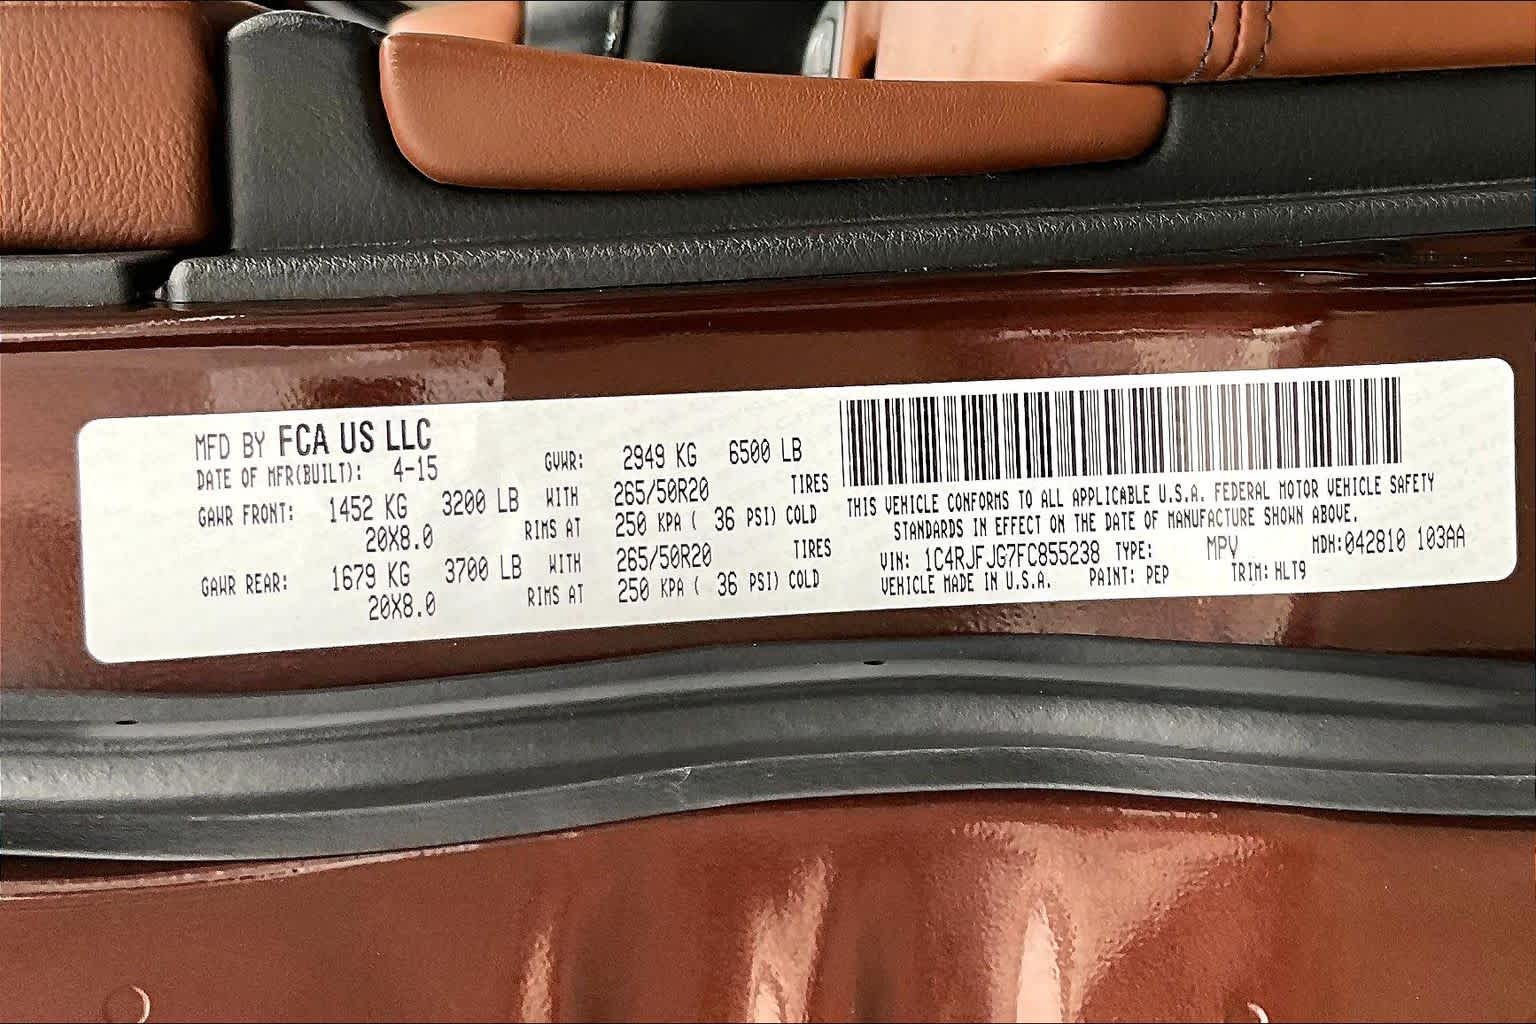 MFD BY FCA US LLC
DATE OF MFR(BUILT): 4-15 GVWR: 2949 KG 6500 LB
GAWR FRONT: 1452 KG 3200 LB WITH 265/50R20 TIRES
20X8.0 RIMS AT 250 KPA ( 36 PSI) COLD
GAWR REAR: 1679 KG 3700 LB WITH 265/50R20 TIRES
20X8.0 RIMS AT 250 KPA ( 36 PSI) COLD
THIS VEHICLE CONFORMS TO ALL APPLICABLE U.S.A. FEDERAL MOTOR VEHICLE SAFETY
STANDARDS IN EFFECT ON THE DATE OF MANUFACTURE SHOWN ABOVE.
VIN: 1C4RJFJG7FC855238 TYPE: MPV MDH:042810 103AA
VEHICLE MADE IN U.S.A. PAINT: PEP TRIM: HLT9